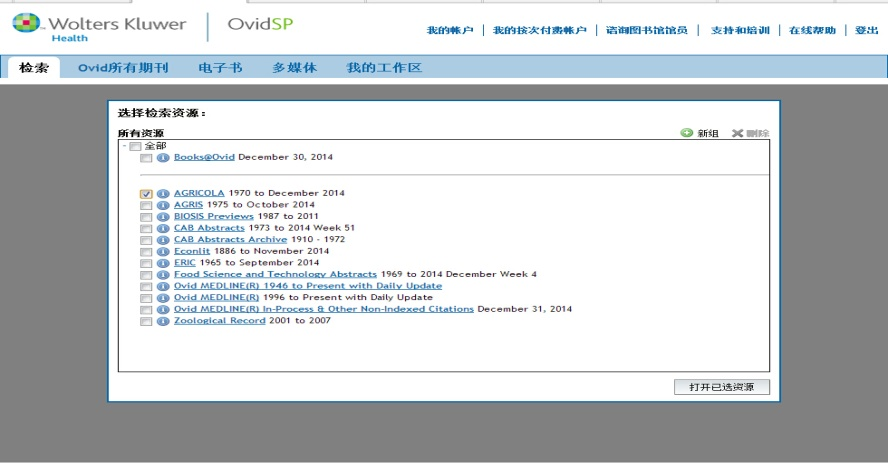 Wolters Kluwer
Health
OvidSP
我的帐户 | 我的按次付费帐户 | 咨询图书馆馆员 | 支持和培训 | 在线帮助 | 登出
检索 Ovid所有期刊 电子书 多媒体 我的工作区
选择检索资源：
所有资源 新组 删除
全部
Books@Ovid December 30, 2014
AGRICOLA 1970 to December 2014
AGRIS 1975 to October 2014
BIOSIS Previews 1987 to 2011
CAB Abstracts 1973 to 2014 Week 51
CAB Abstracts Archive 1910 - 1972
Econlit 1886 to November 2014
ERIC 1965 to September 2014
Food Science and Technology Abstracts 1969 to 2014 December Week 4
Ovid MEDLINE(R) 1946 to Present with Daily Update
Ovid MEDLINE(R) 1996 to Present with Daily Update
Ovid MEDLINE(R) In-Process & Other Non-Indexed Citations December 31, 2014
Zoological Record 2001 to 2007
打开已选资源